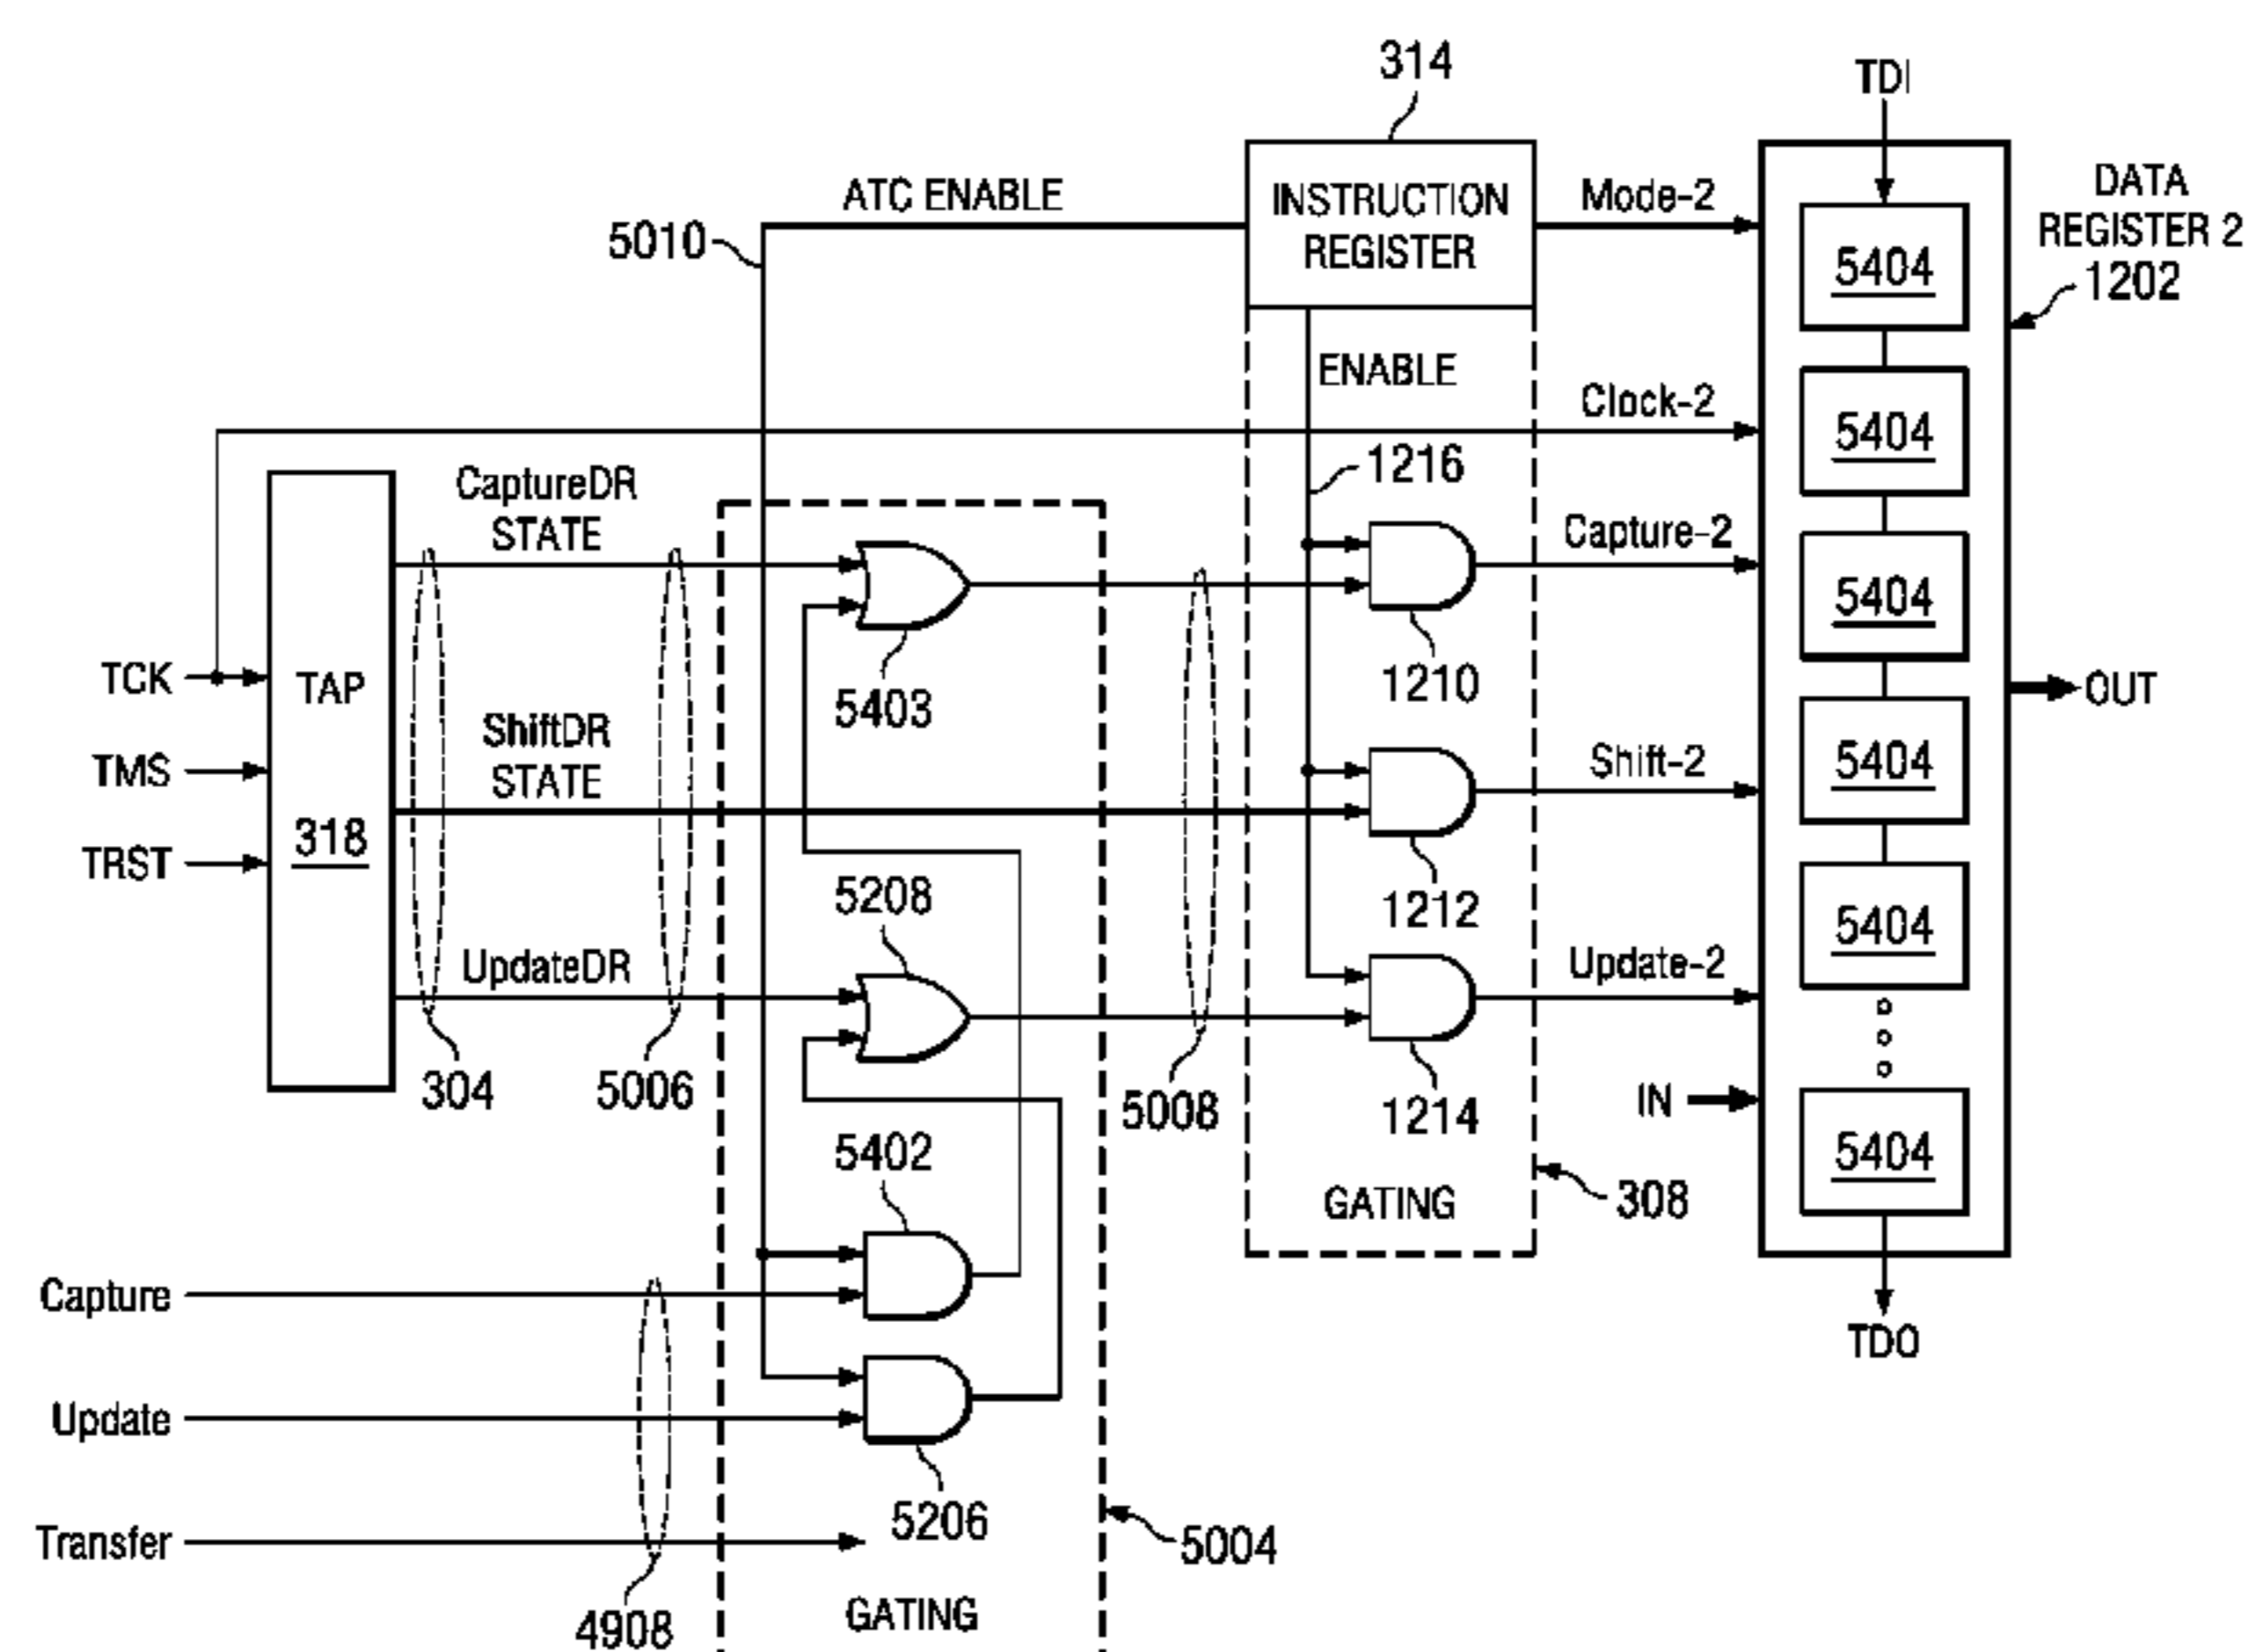 314
TDI
ATC ENABLE
INSTRUCTION
REGISTER
Mode-2
DATA
REGISTER 2
1202
5010
5404
ENABLE
Clock-2
5404
1216
CaptureDR
STATE
Capture-2
5404
TCK
TAP
5403
1210
OUT
ShiftDR
STATE
Shift-2
5404
TMS
318
TRST
5208
1212
5404
UpdateDR
Update-2
304
5006
5008
1214
IN
5402
5404
GATING
308
Capture
TDO
Update
5206
Transfer
5004
4908
GATING